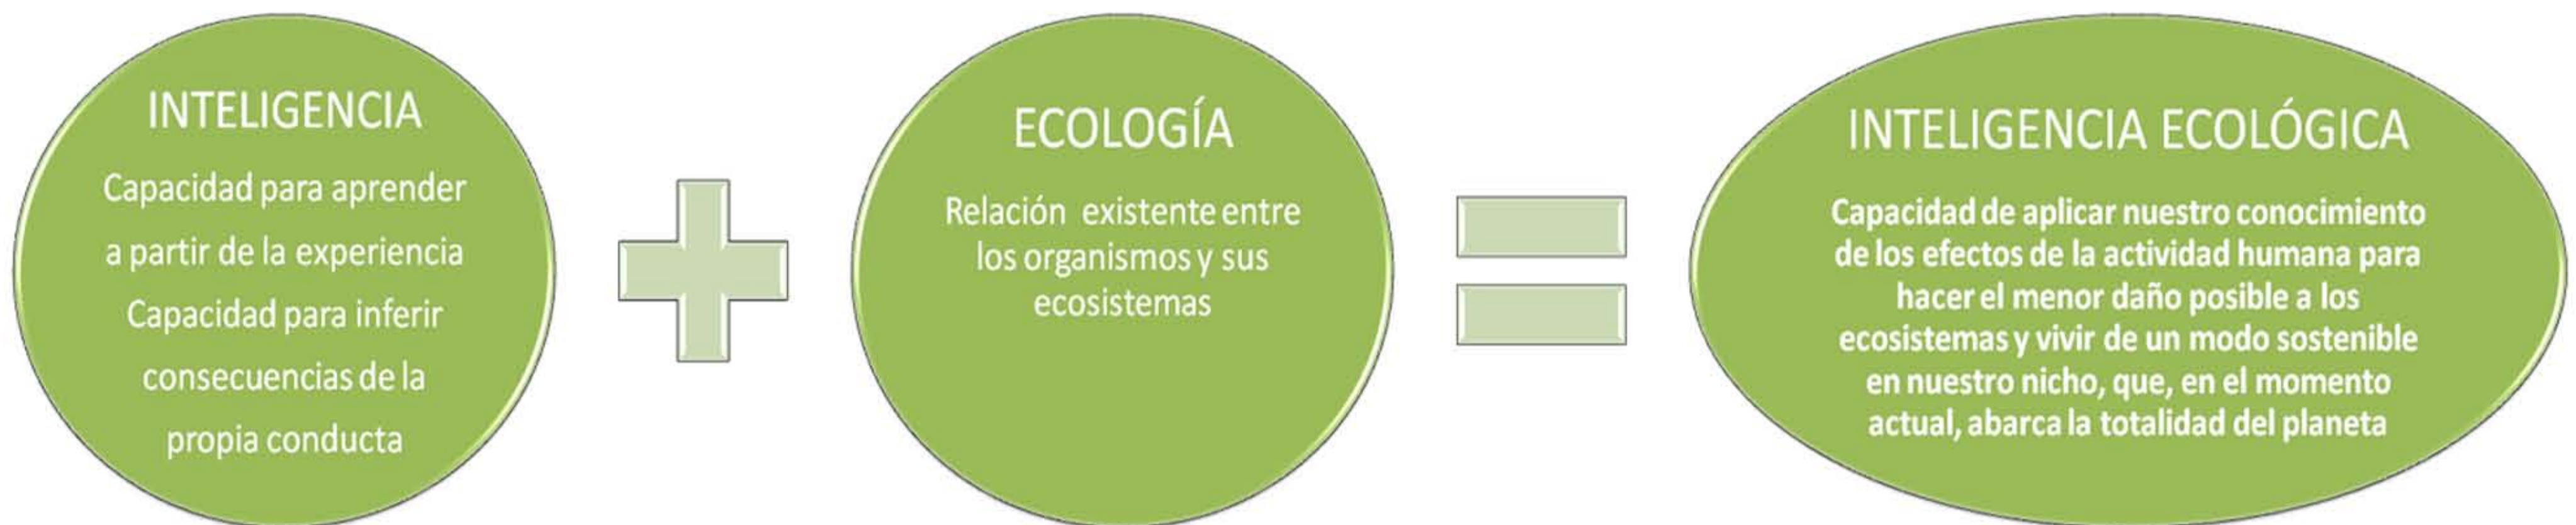 INTELIGENCIA
Capacidad para aprender
a partir de la experiencia
Capacidad para inferir
consecuencias de la
propia conducta
ECOLOGÍA
Relación existente entre
los organismos y sus
ecosistemas
INTELIGENCIA ECOLÓGICA
Capacidad de aplicar nuestro conocimiento
de los efectos de la actividad humana para
hacer el menor daño posible a los
ecosistemas y vivir de un modo sostenible
en nuestro nicho, que, en el momento
actual, abarca la totalidad del planeta